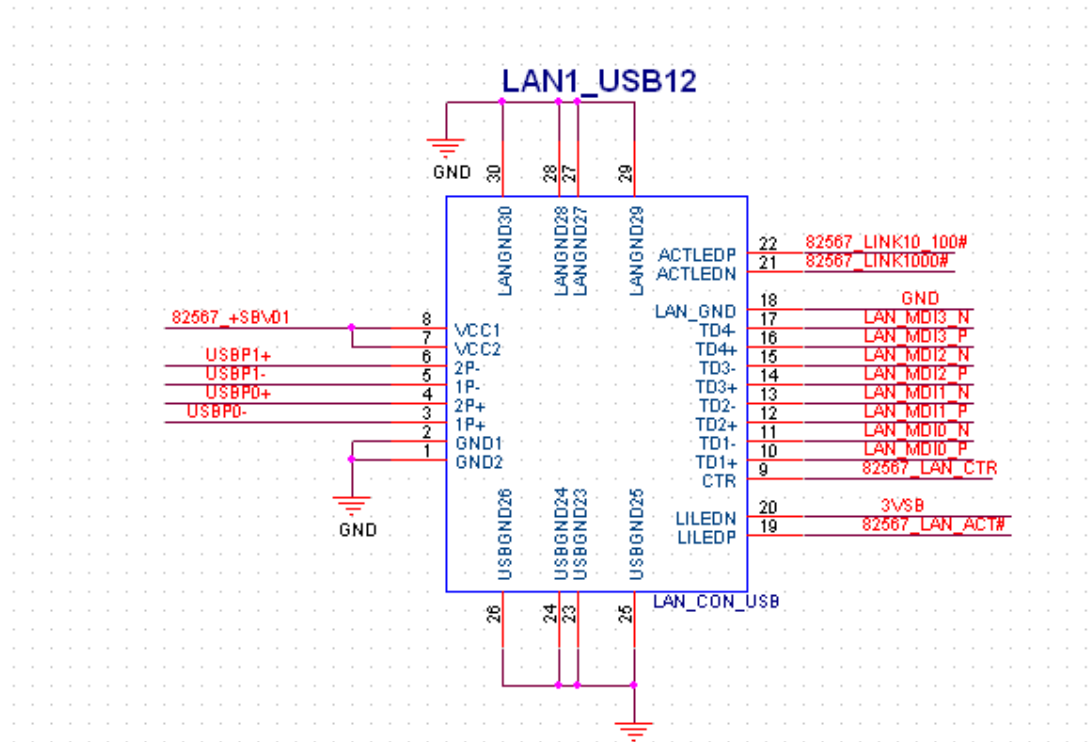 LAN1_USB12
GND
30
28
27
29
LANGND30
LANGND28
LANGND27
LANGND29
ACTLEDP 22 82567_LINK10_100#
ACTLEDN 21 82567_LINK1000#
LAN_GND 18 GND
TD4- 17 LAN_MDI3_N
TD4+ 16 LAN_MDI3_P
TD3- 15 LAN_MDI2_N
TD3+ 14 LAN_MDI2_P
TD2- 13 LAN_MDI1_N
TD2+ 12 LAN_MDI1_P
TD1- 11 LAN_MDI0_N
TD1+ 10 LAN_MDI0_P
CTR 9 82567_LAN_CTR
LILEDN 20 3VSB
LILEDP 19 82567_LAN_ACT#
82567_+SBV01 8 VCC1
7 VCC2
USBP1+ 6 2P-
USBP1- 5 1P-
USBP0+ 4 2P+
USBP0- 3 1P+
2 GND1
1 GND2
GND
USBGND26
USBGND24
USBGND23
USBGND25
LAN_CON_USB
26
24
23
25